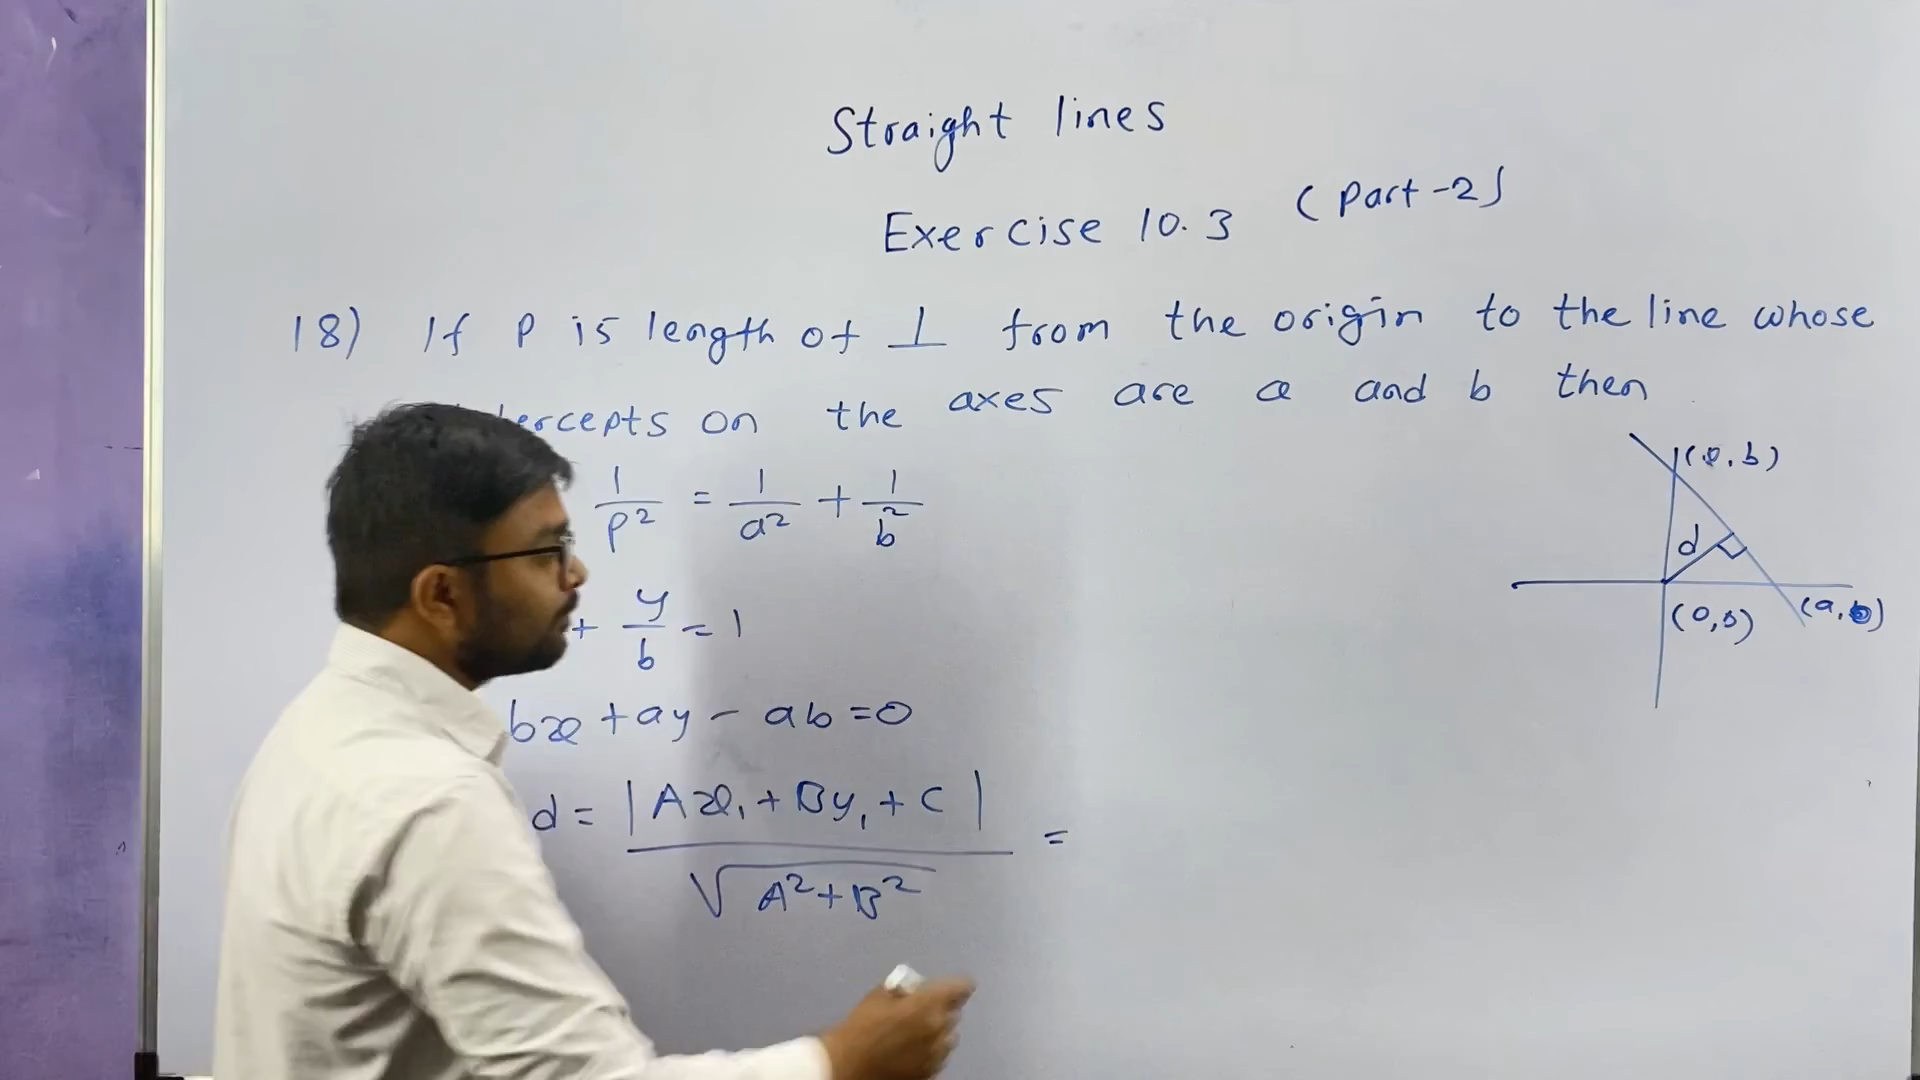 Straight lines
Exercise 10.3 (Part-2)
18) If P is length of ⊥ from the origin to the line whose
on the axes are a and b then
1/P² = 1/a² + 1/b²
+ y/b = 1
bx + ay - ab = 0
d = |Ax₁ + By₁ + C| / √A²+B² =
(0, b)
d
(0,0) (a, 0)